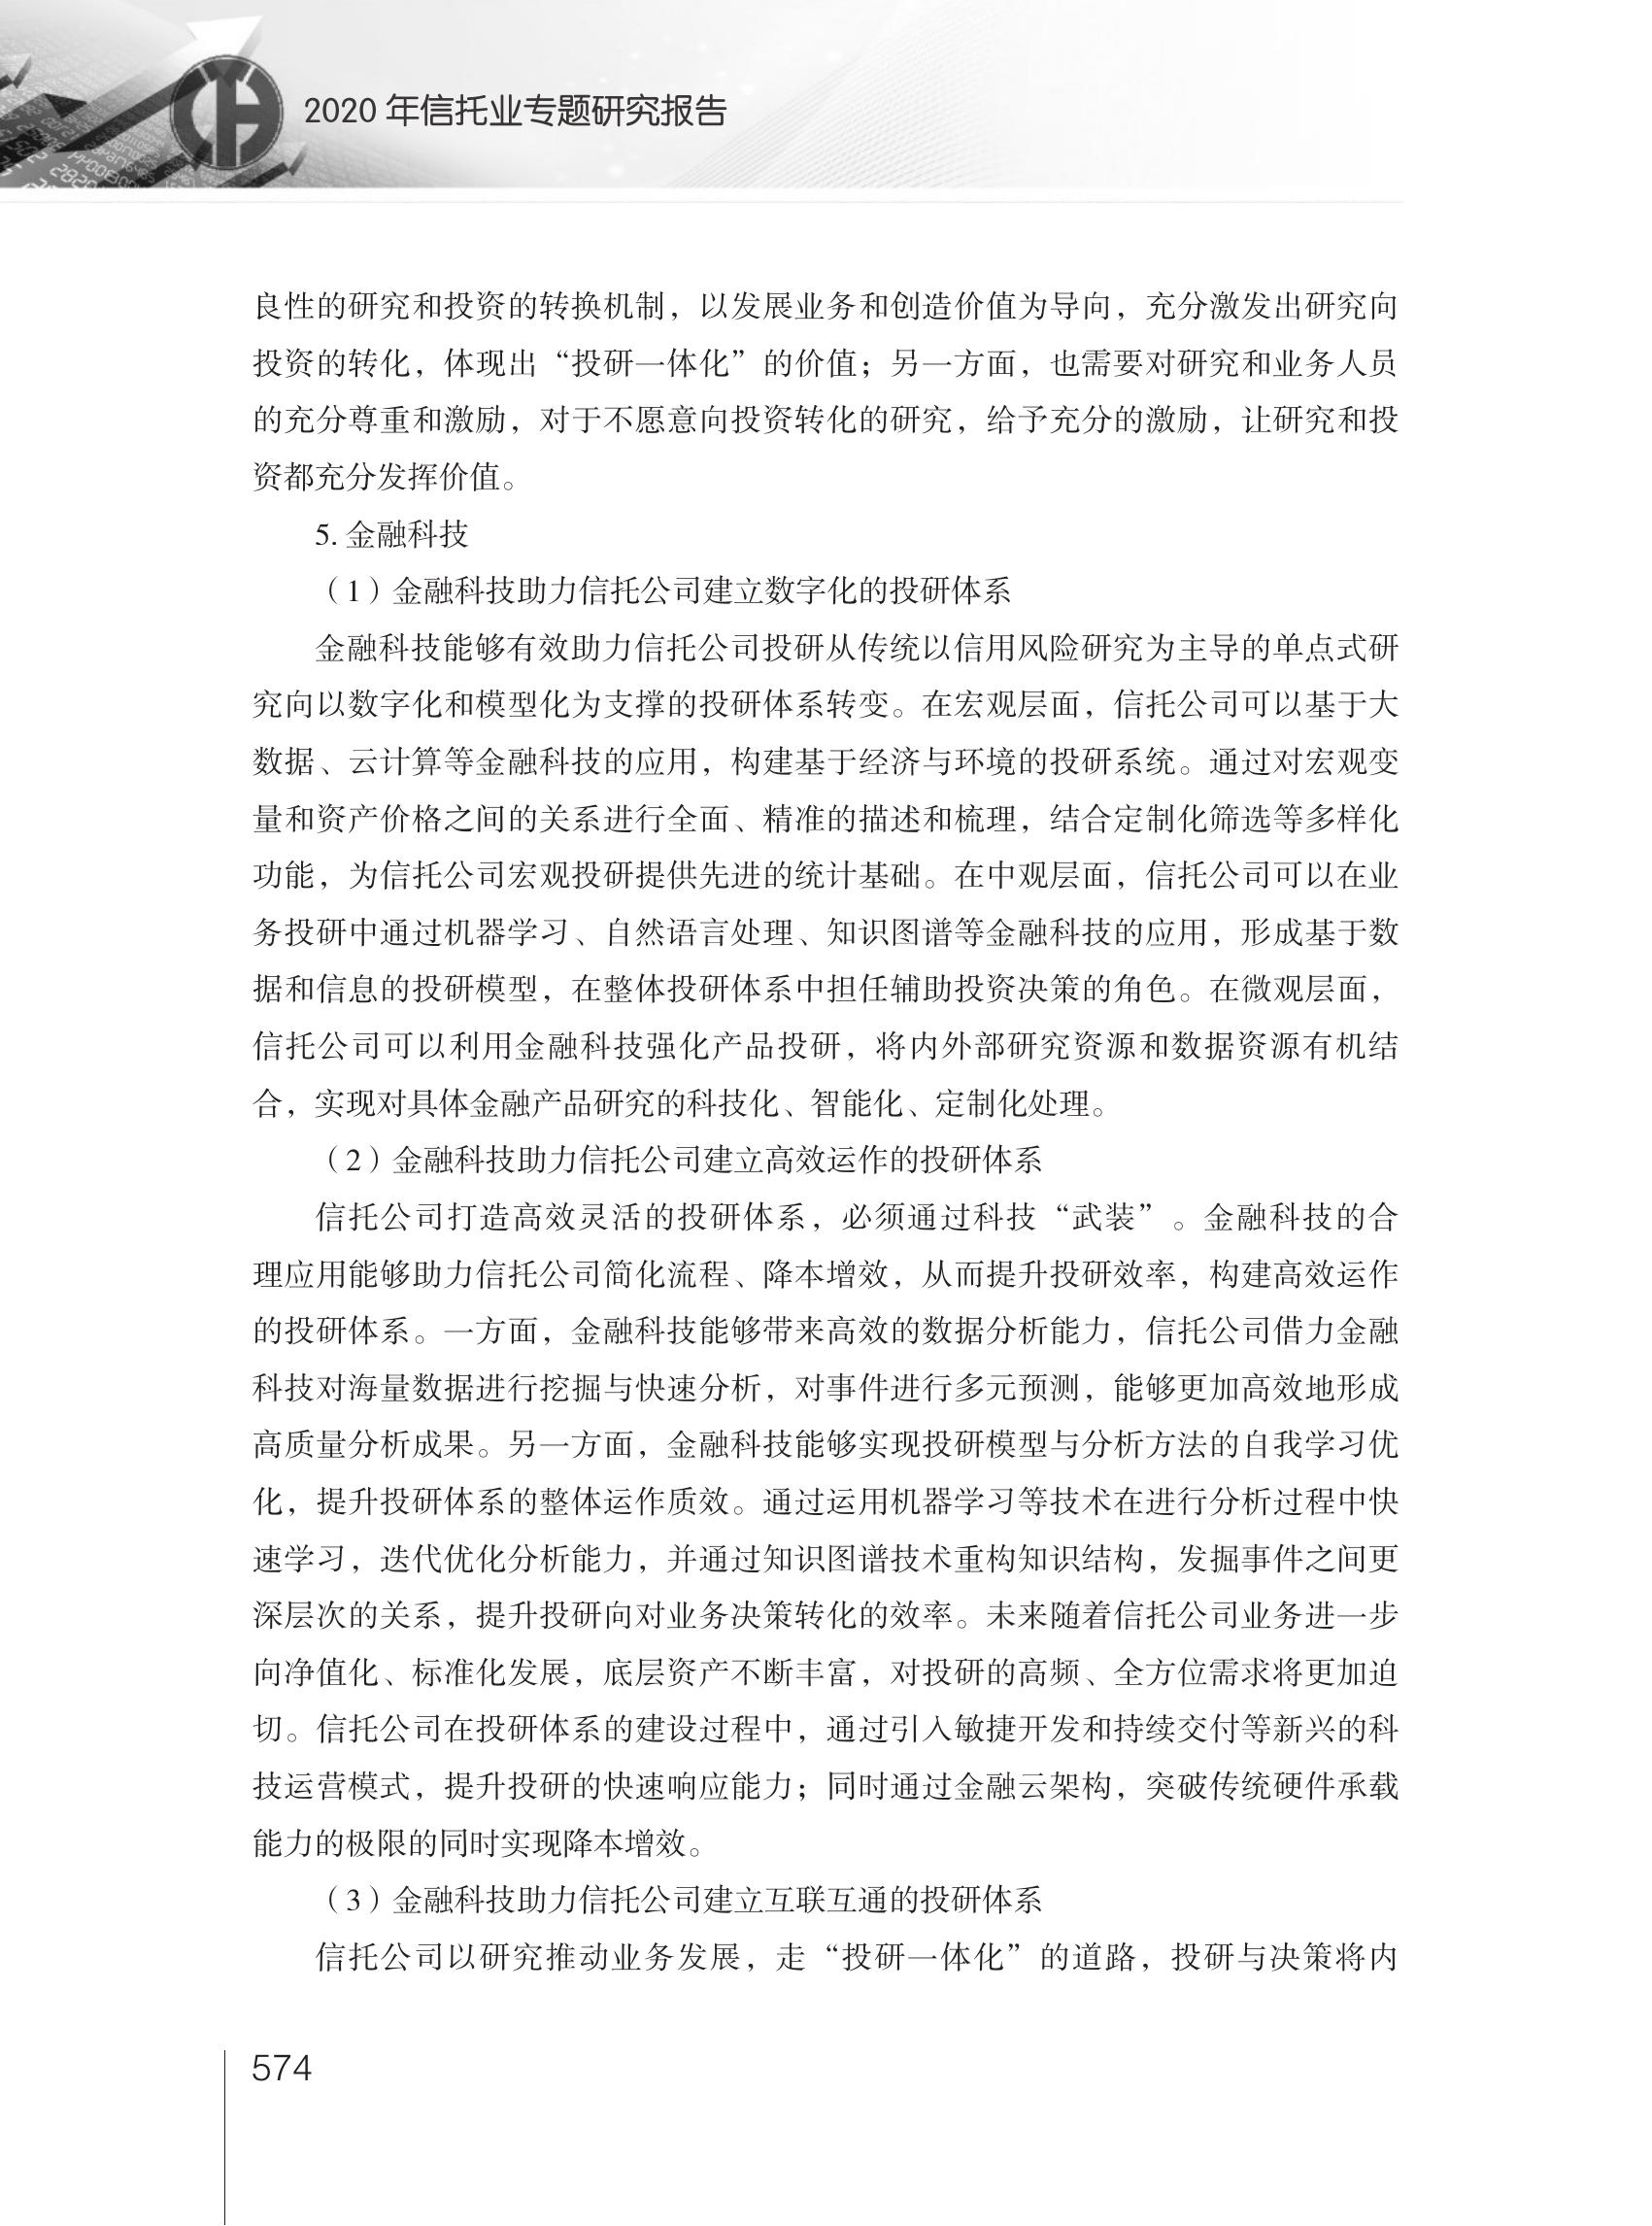 2020 年信托业专题研究报告
良性的研究和投资的转换机制，以发展业务和创造价值为导向，充分激发出研究向
投资的转化，体现出“投研一体化”的价值；另一方面，也需要对研究和业务人员
的充分尊重和激励，对于不愿意向投资转化的研究，给予充分的激励，让研究和投
资都充分发挥价值。
5. 金融科技
（1）金融科技助力信托公司建立数字化的投研体系
金融科技能够有效助力信托公司投研从传统以信用风险研究为主导的单点式研
究向以数字化和模型化为支撑的投研体系转变。在宏观层面，信托公司可以基于大
数据、云计算等金融科技的应用，构建基于经济与环境的投研系统。通过对宏观变
量和资产价格之间的关系进行全面、精准的描述和梳理，结合定制化筛选等多样化
功能，为信托公司宏观投研提供先进的统计基础。在中观层面，信托公司可以在业
务投研中通过机器学习、自然语言处理、知识图谱等金融科技的应用，形成基于数
据和信息的投研模型，在整体投研体系中担任辅助投资决策的角色。在微观层面，
信托公司可以利用金融科技强化产品投研，将内外部研究资源和数据资源有机结
合，实现对具体金融产品研究的科技化、智能化、定制化处理。
（2）金融科技助力信托公司建立高效运作的投研体系
信托公司打造高效灵活的投研体系，必须通过科技“武装”。金融科技的合
理应用能够助力信托公司简化流程、降本增效，从而提升投研效率，构建高效运作
的投研体系。一方面，金融科技能够带来高效的数据分析能力，信托公司借力金融
科技对海量数据进行挖掘与快速分析，对事件进行多元预测，能够更加高效地形成
高质量分析成果。另一方面，金融科技能够实现投研模型与分析方法的自我学习优
化，提升投研体系的整体运作质效。通过运用机器学习等技术在进行分析过程中快
速学习，迭代优化分析能力，并通过知识图谱技术重构知识结构，发掘事件之间更
深层次的关系，提升投研向对业务决策转化的效率。未来随着信托公司业务进一步
向净值化、标准化发展，底层资产不断丰富，对投研的高频、全方位需求将更加迫
切。信托公司在投研体系的建设过程中，通过引入敏捷开发和持续交付等新兴的科
技运营模式，提升投研的快速响应能力；同时通过金融云架构，突破传统硬件承载
能力的极限的同时实现降本增效。
（3）金融科技助力信托公司建立互联互通的投研体系
信托公司以研究推动业务发展，走“投研一体化”的道路，投研与决策将内
574